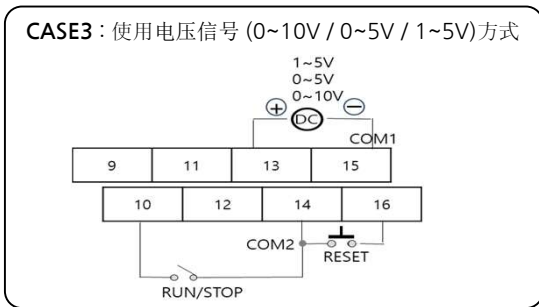 CASE3 : 使用电压信号 (0~10V / 0~5V / 1~5V)方式
1~5V
0~5V
0~10V
+ DC −
COM1
9 11 13 15
10 12 14 16
COM2
RESET
RUN/STOP